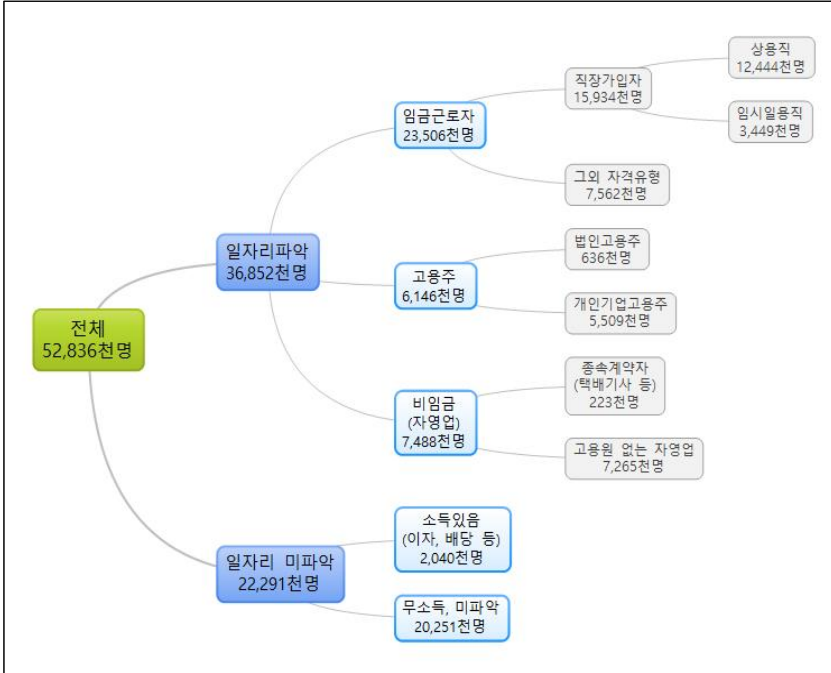 전체
52,836천명
일자리파악
36,852천명
임금근로자
23,506천명
직장가입자
15,934천명
상용직
12,444천명
임시일용직
3,449천명
그외 자격유형
7,562천명
고용주
6,146천명
법인고용주
636천명
개인기업고용주
5,509천명
비임금
(자영업)
7,488천명
종속계약자
(택배기사 등)
223천명
고용원 없는 자영업
7,265천명
일자리 미파악
22,291천명
소득있음
(이자, 배당 등)
2,040천명
무소득, 미파악
20,251천명